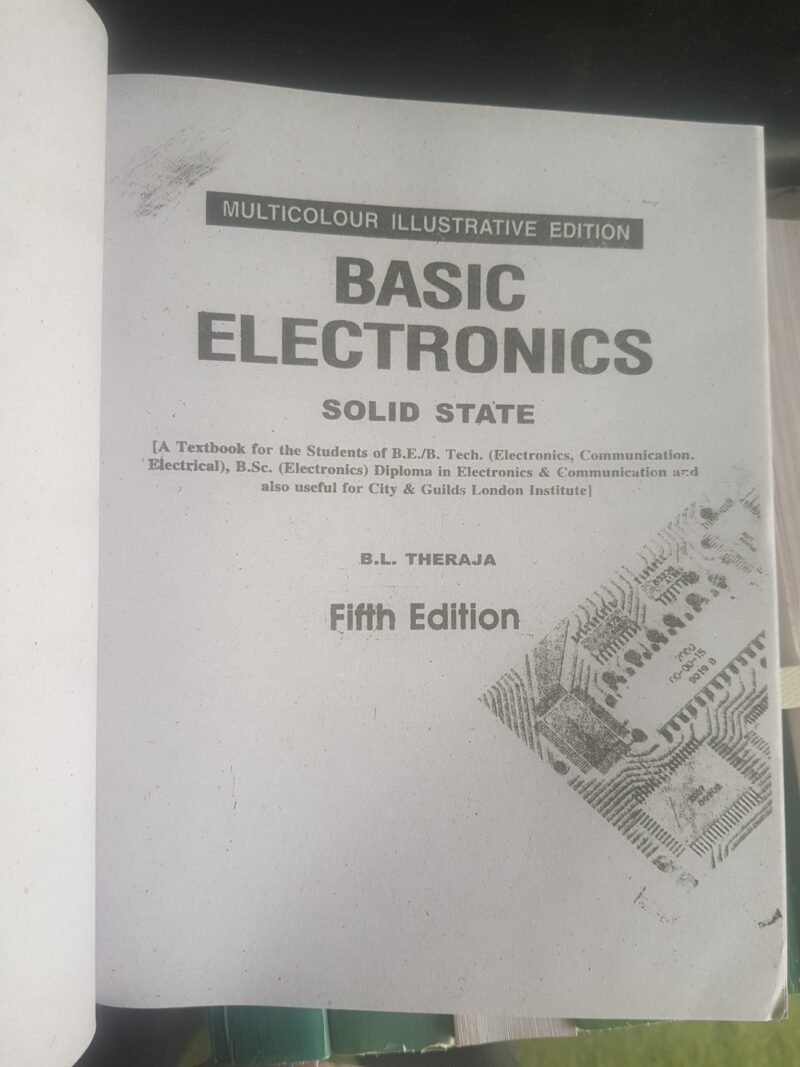 MULTICOLOUR ILLUSTRATIVE EDITION
BASIC
ELECTRONICS
SOLID STATE
[A Textbook for the Students of B.E./B. Tech. (Electronics, Communication,
Electrical), B.Sc. (Electronics) Diploma in Electronics & Communication and
also useful for City & Guilds London Institute]
B.L. THERAJA
Fifth Edition